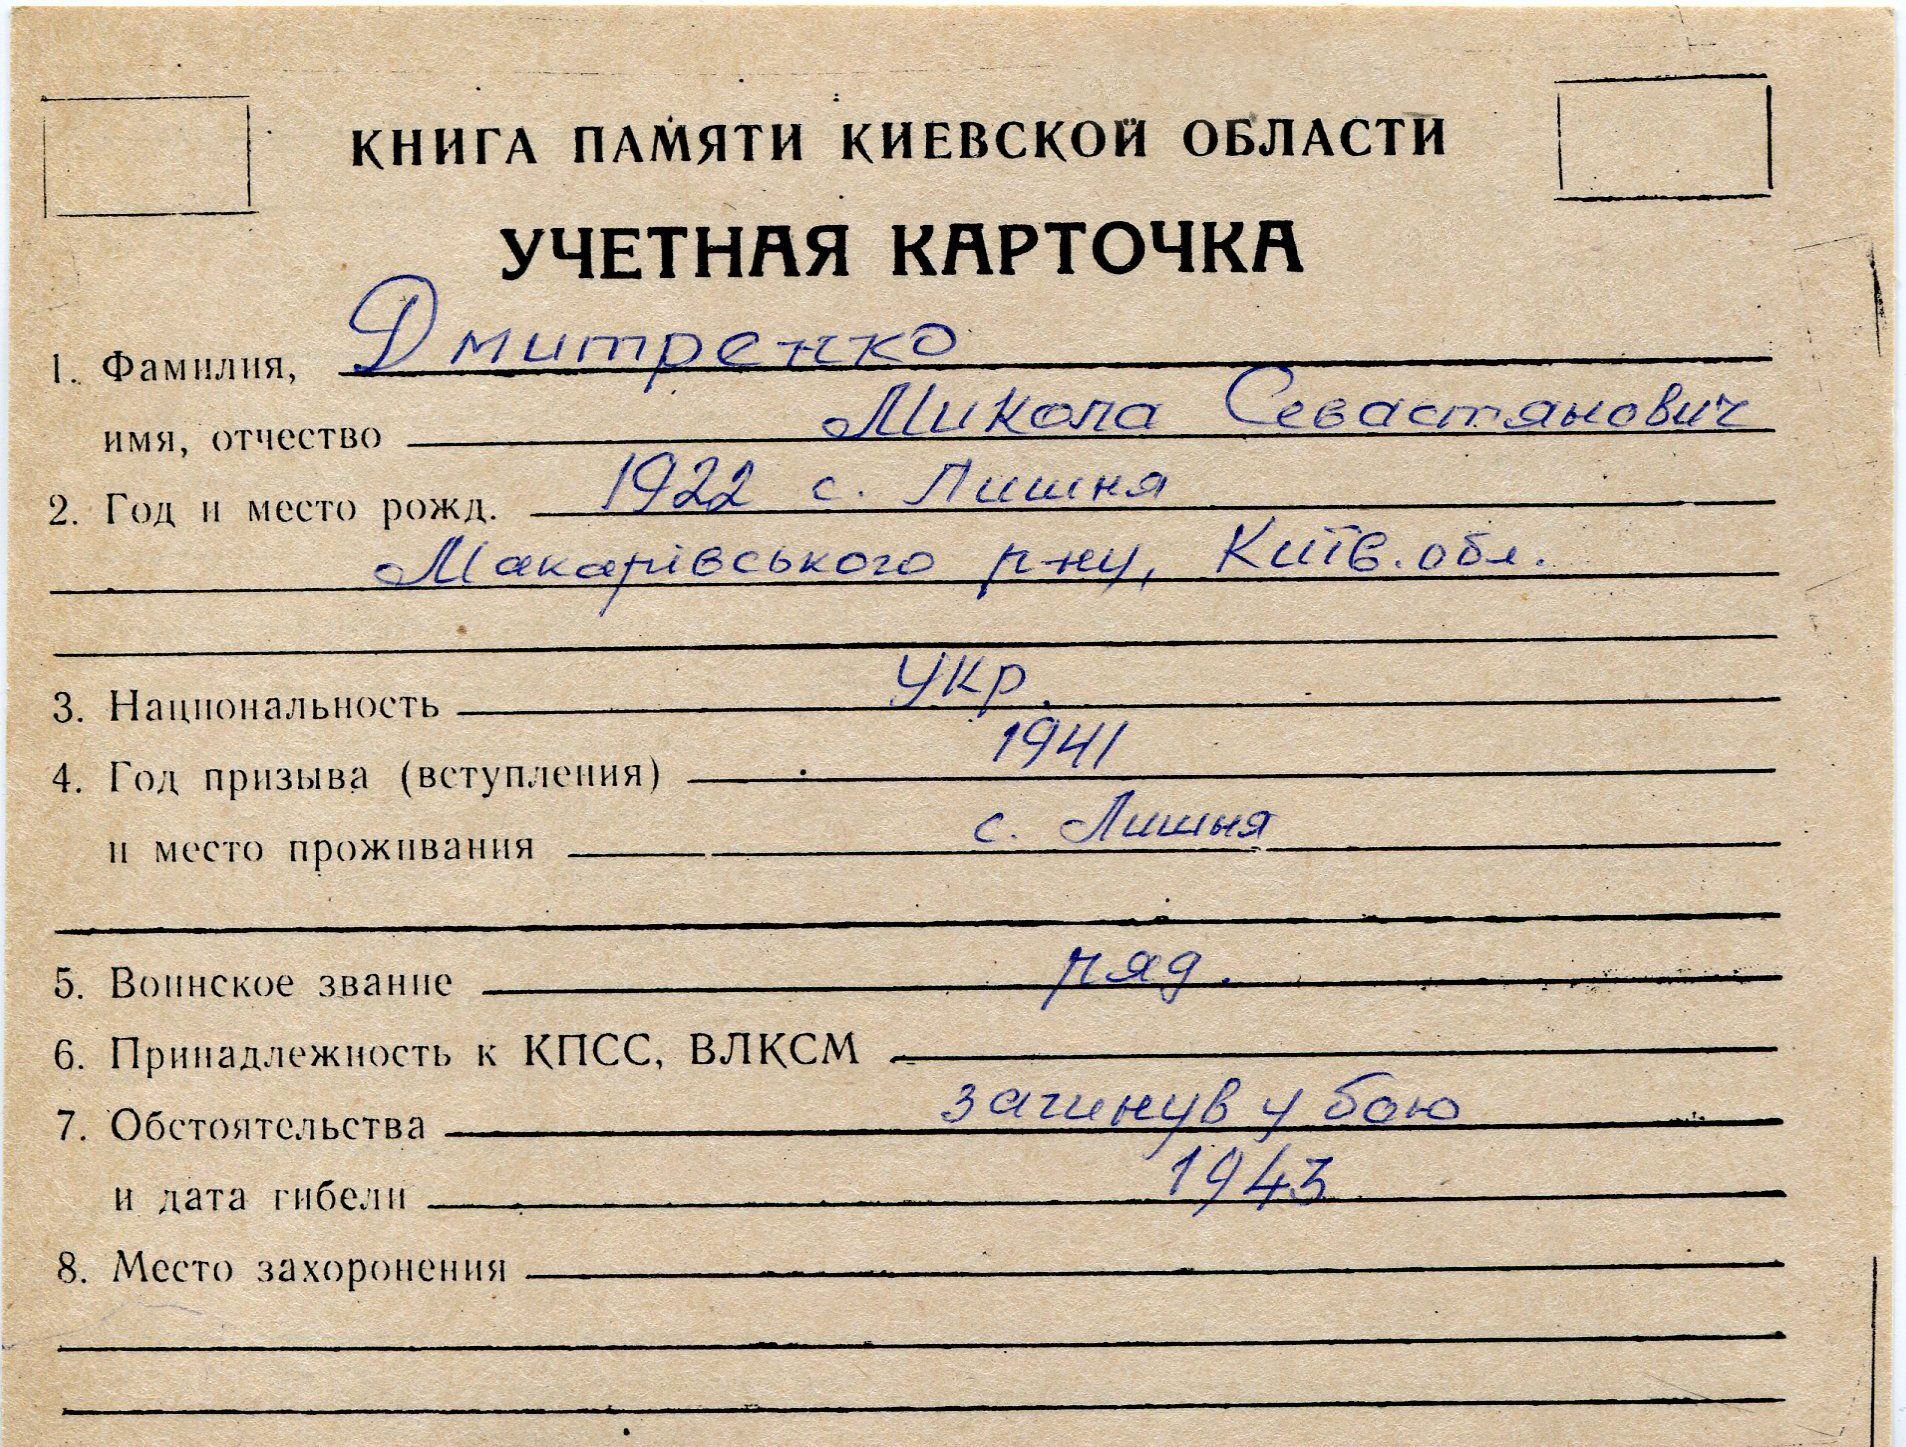 КНИГА ПАМЯТИ КИЕВСКОЙ ОБЛАСТИ
УЧЕТНАЯ КАРТОЧКА
1. Фамилия, Дмитренко
имя, отчество Микола Севастянович
2. Год и место рожд. 1922 с. Лишня
Макарівського р-ну, Київ. обл.
3. Национальность укр.
4. Год призыва (вступления) 1941
и место проживания с. Лишня
5. Воинское звание ряд.
6. Принадлежность к КПСС, ВЛКСМ
7. Обстоятельства загинув у бою
и дата гибели 1943
8. Место захоронения